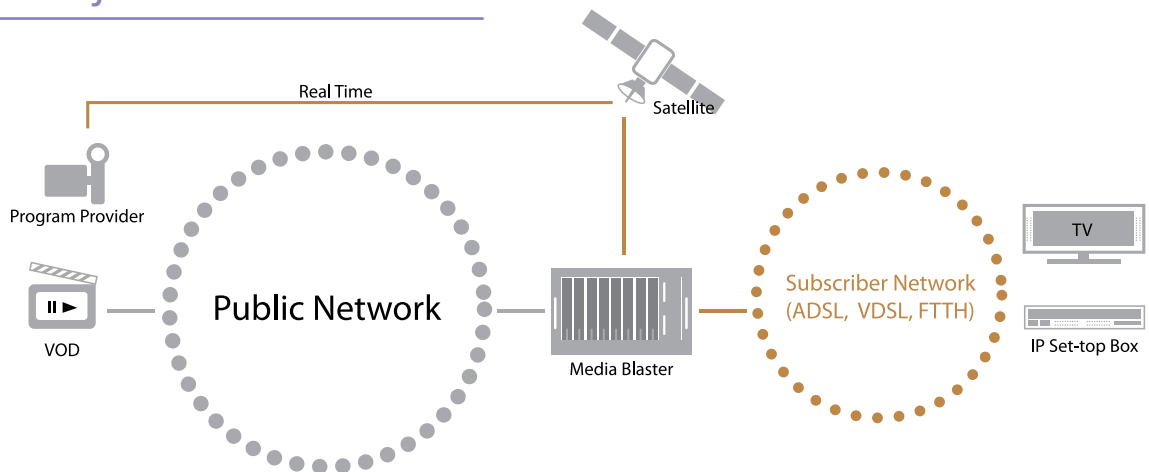 Real Time
Satellite
Program Provider
TV
Public Network
Subscriber Network
(ADSL, VDSL, FTTH)
VOD
Media Blaster
IP Set-top Box